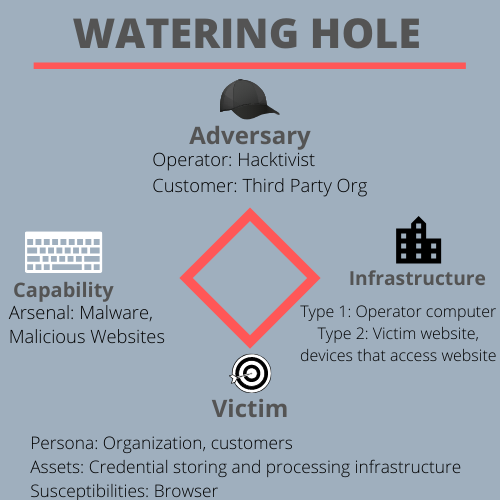 WATERING HOLE
Adversary
Operator: Hacktivist
Customer: Third Party Org
Capability
Arsenal: Malware,
Malicious Websites
Infrastructure
Type 1: Operator computer
Type 2: Victim website,
devices that access website
Victim
Persona: Organization, customers
Assets: Credential storing and processing infrastructure
Susceptibilities: Browser